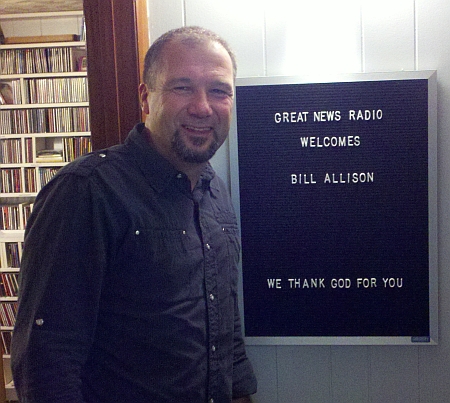 GREAT NEWS RADIO
WELCOMES
BILL ALLISON
WE THANK GOD FOR YOU